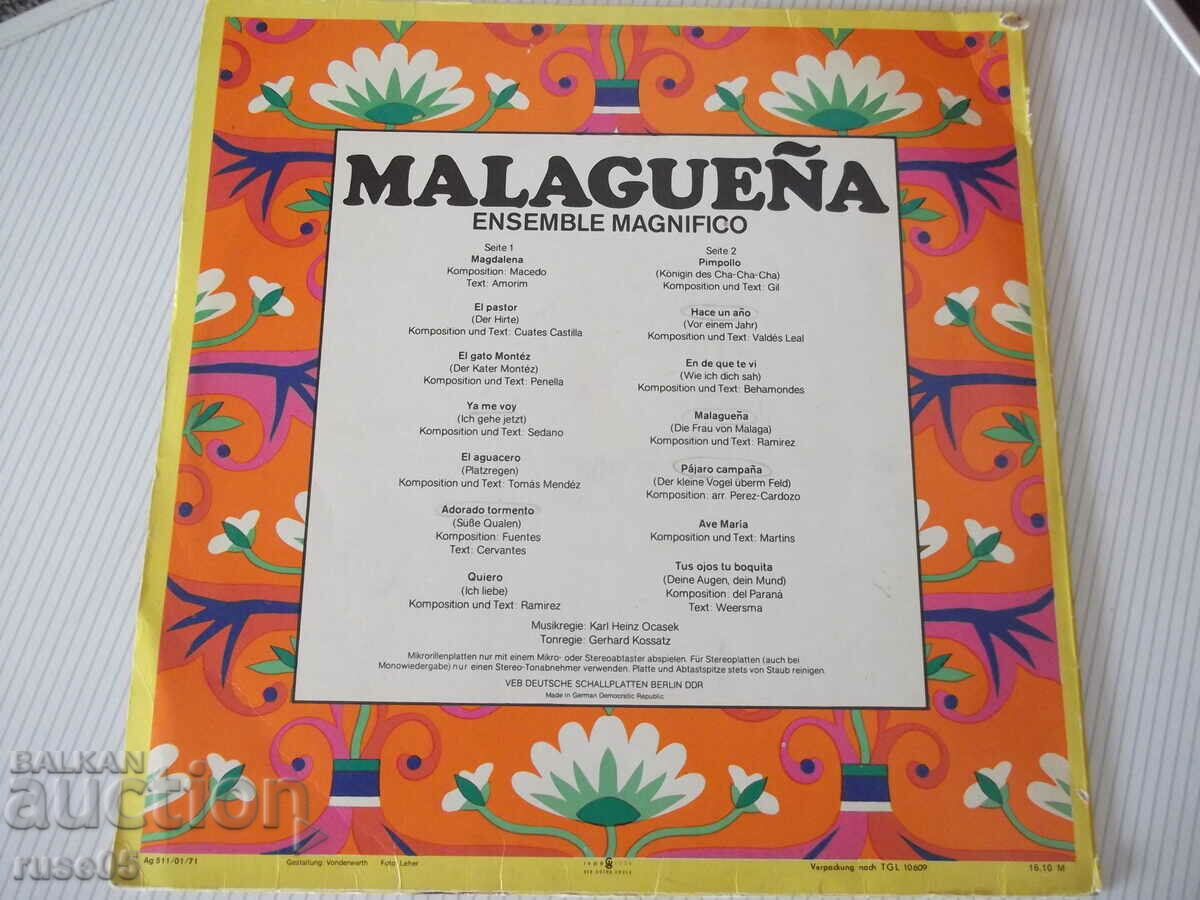 MALAGUEÑA
ENSEMBLE MAGNIFICO
Seite 1
Magdalena
Komposition: Macedo
Text: Amorim
El pastor
(Der Hirte)
Komposition und Text: Cuates Castilla
El gato Montéz
(Der Kater Montéz)
Komposition und Text: Penella
Ya me voy
(Ich gehe jetzt)
Komposition und Text: Sedano
El aguacero
(Platzregen)
Komposition und Text: Tomás Mendéz
Adorado tormento
(Süße Qualen)
Komposition: Fuentes
Text: Cervantes
Quiero
(Ich liebe)
Komposition und Text: Ramirez
Seite 2
Pimpollo
(Königin des Cha-Cha-Cha)
Komposition und Text: Gil
Hace un año
(Vor einem Jahr)
Komposition und Text: Valdés Leal
En de que te vi
(Wie ich dich sah)
Komposition und Text: Behamondes
Malagueña
(Die Frau von Malaga)
Komposition und Text: Ramirez
Pájaro campaña
(Der kleine Vogel überm Feld)
Komposition: arr. Perez-Cardozo
Ave Maria
Komposition und Text: Martins
Tus ojos tu boquita
(Deine Augen, dein Mund)
Komposition: del Paraná
Text: Weersma
Musikregie: Karl Heinz Ocasek
Tonregie: Gerhard Kossatz
Mikrorillenplatten nur mit einem Mikro- oder Stereoabtaster abspielen. Für Stereoplatten (auch bei
Monowiedergabe) nur einen Stereo-Tonabnehmer verwenden. Platte und Abtastspitze stets von Staub reinigen.
VEB DEUTSCHE SCHALLPLATTEN BERLIN DDR
Made in German Democratic Republic
BALKAN
auction
ruse05
Ag 511/01/71
Gestaltung: Vonderwerth Foto: Leher
Verpackung nach TGL 10609
16,10 M